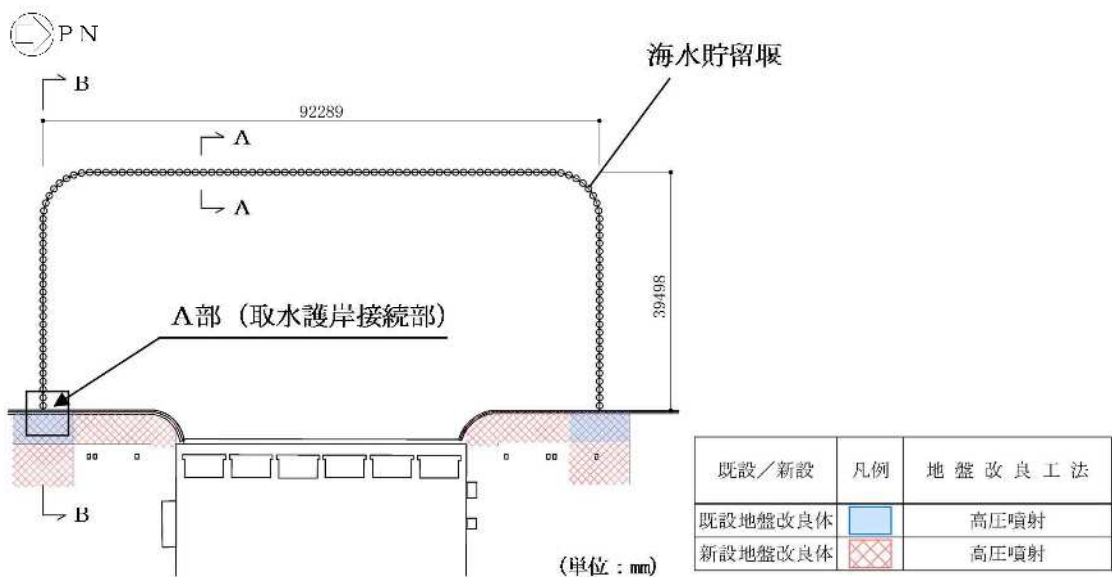 PN
B
92289
海水貯留堰
A
A
39498
A部（取水護岸接続部）
B
(単位：㎜)
既設／新設 凡例 地盤改良工法
既設地盤改良体 高圧噴射
新設地盤改良体 高圧噴射